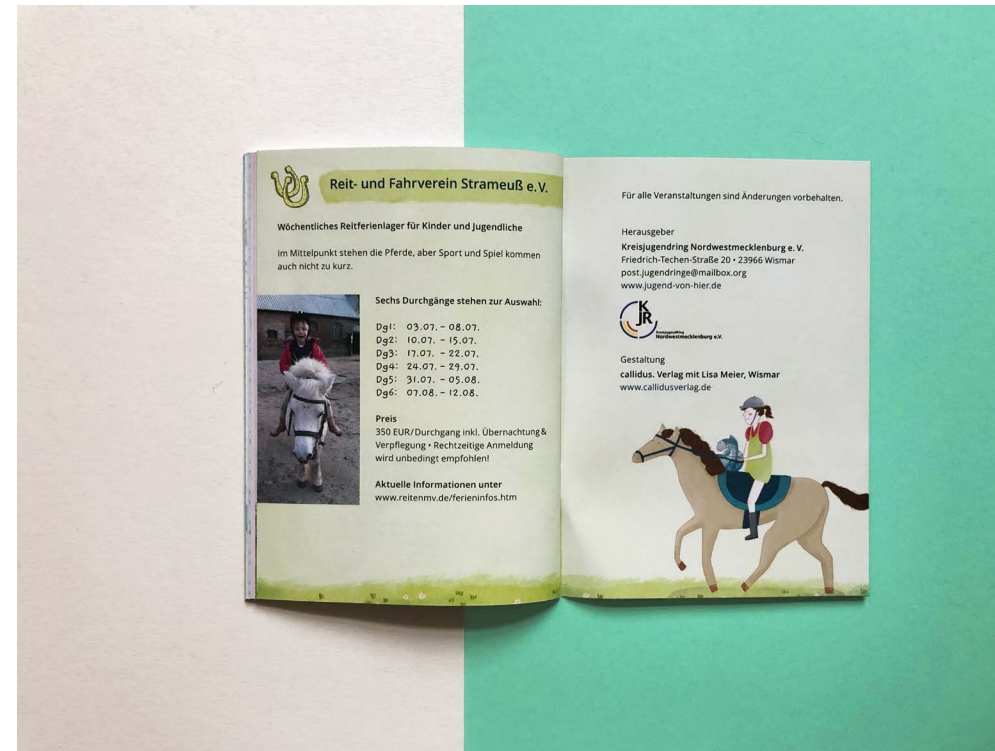 Reit- und Fahrverein Strameuß e. V.
Wöchentliches Reitferienlager für Kinder und Jugendliche
Im Mittelpunkt stehen die Pferde, aber Sport und Spiel kommen
auch nicht zu kurz.
Sechs Durchgänge stehen zur Auswahl:
Dg1: 03.07. – 08.07.
Dg2: 10.07. – 15.07.
Dg3: 17.07. – 22.07.
Dg4: 24.07. – 29.07.
Dg5: 31.07. – 05.08.
Dg6: 07.08. – 12.08.
Preis
350 EUR/Durchgang inkl. Übernachtung &
Verpflegung • Rechtzeitige Anmeldung
wird unbedingt empfohlen!
Aktuelle Informationen unter
www.reitenmv.de/ferieninfos.htm
Für alle Veranstaltungen sind Änderungen vorbehalten.
Herausgeber
Kreisjugendring Nordwestmecklenburg e. V.
Friedrich-Techen-Straße 20 • 23966 Wismar
post.jugendringe@mailbox.org
www.jugend-von-hier.de
KJR
Kreisjugendring
Nordwestmecklenburg e.V.
Gestaltung
callidus. Verlag mit Lisa Meier, Wismar
www.callidusverlag.de